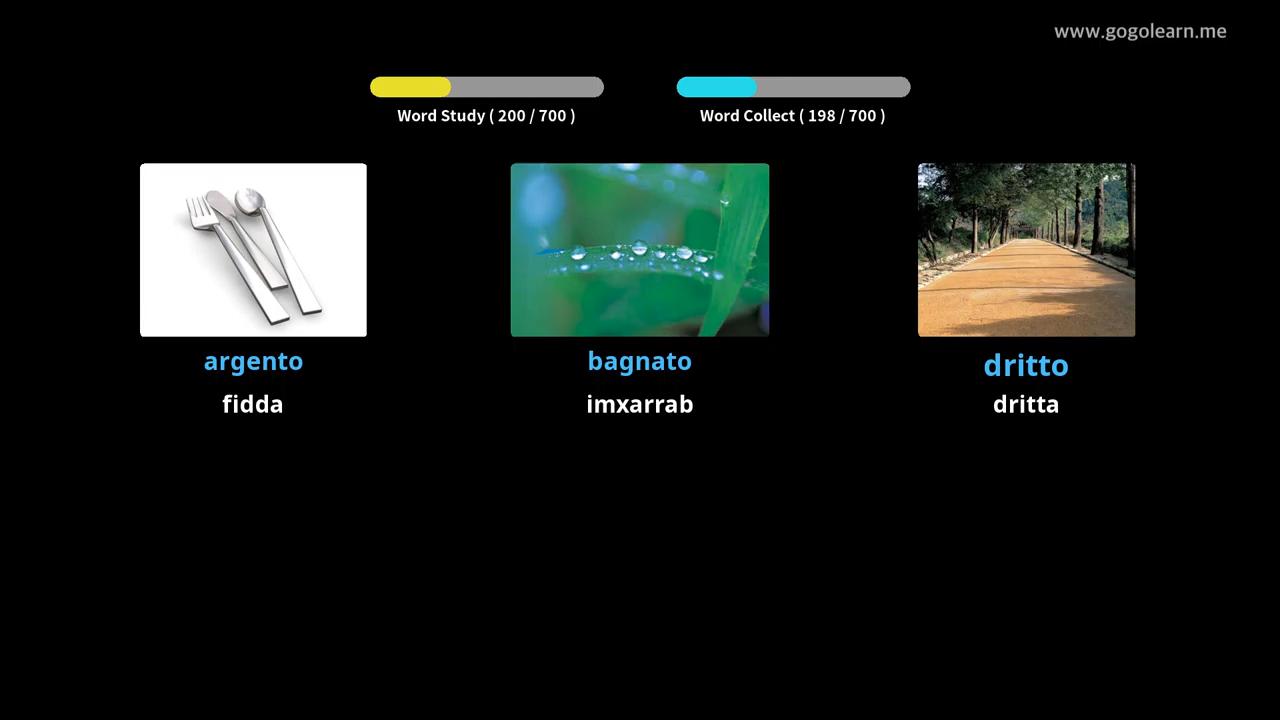 www.gogolearn.me
Word Study ( 200 / 700 )
Word Collect ( 198 / 700 )
argento
fidda
bagnato
imxarrab
dritto
dritta